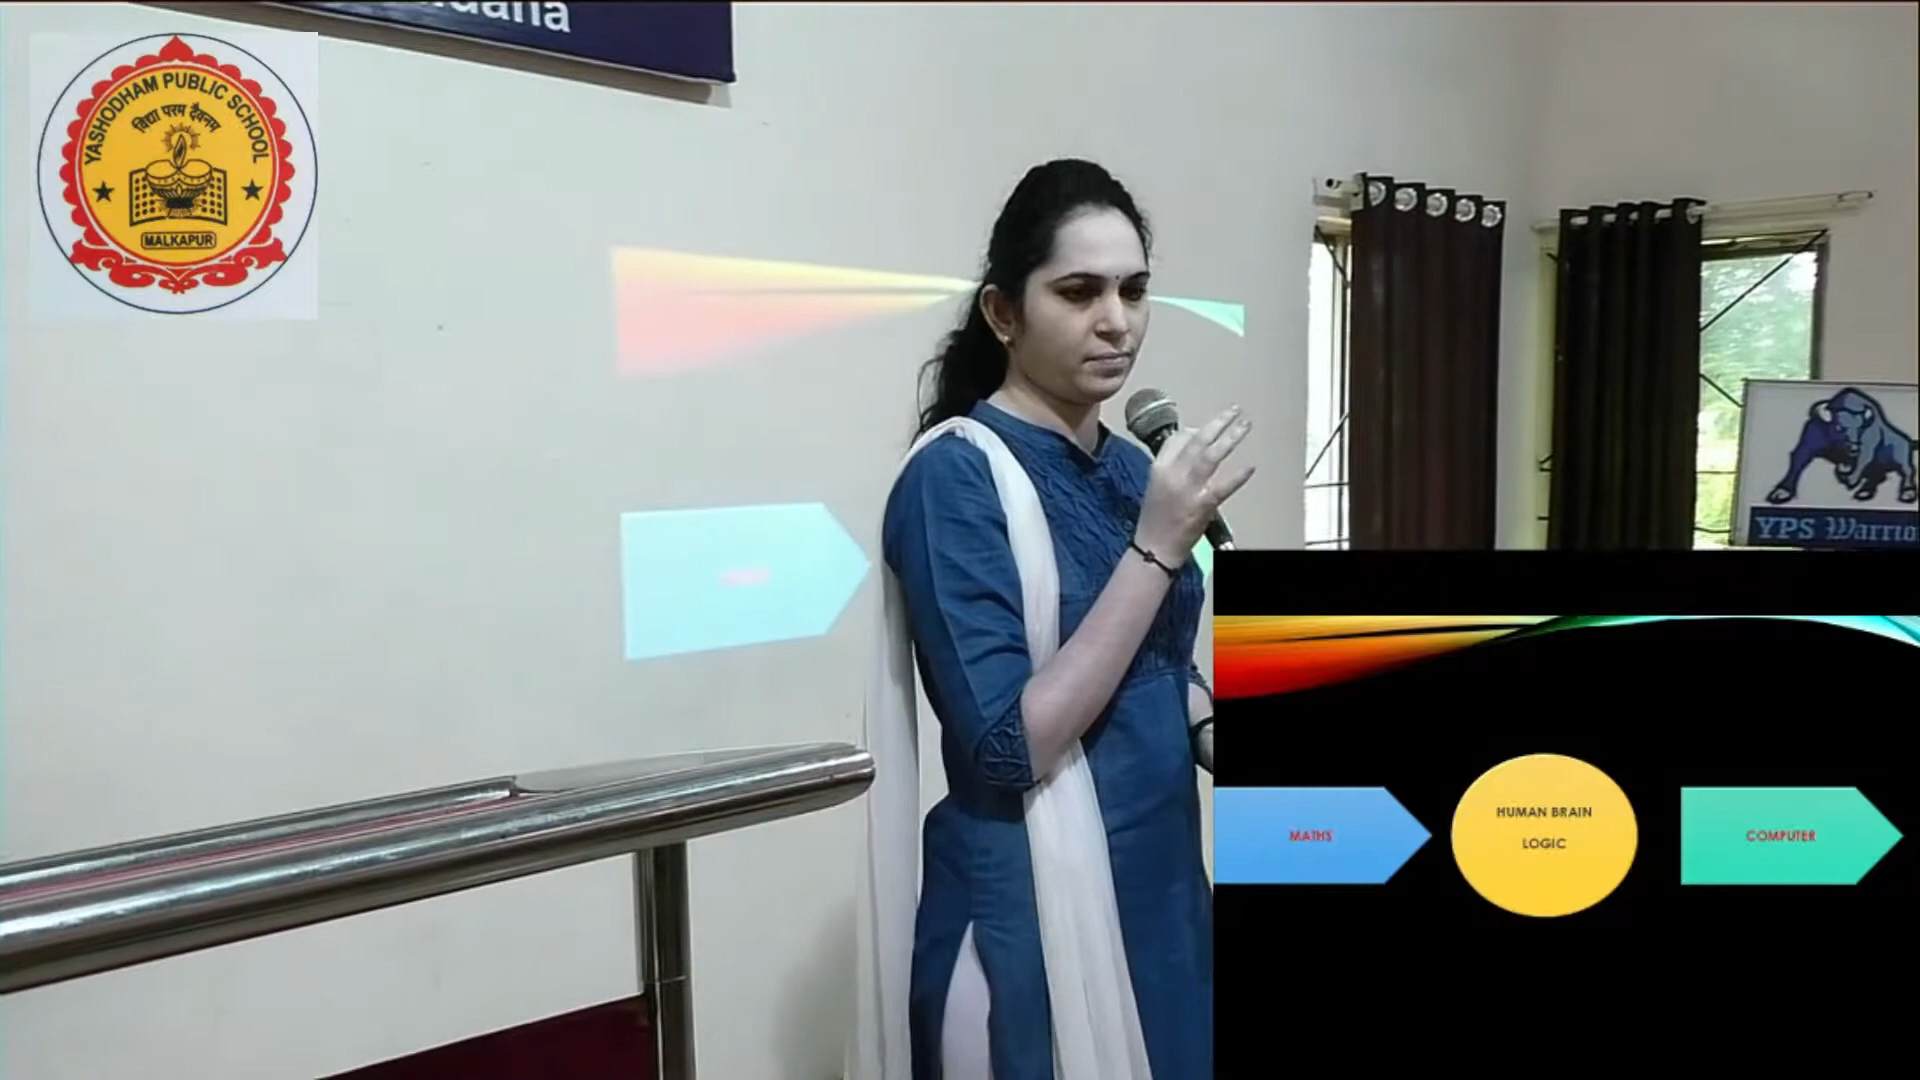 YASHODHAM PUBLIC SCHOOL
विद्या परम दैवतम
MALKAPUR
YPS Warrio
MATHS
HUMAN BRAIN
LOGIC
COMPUTER